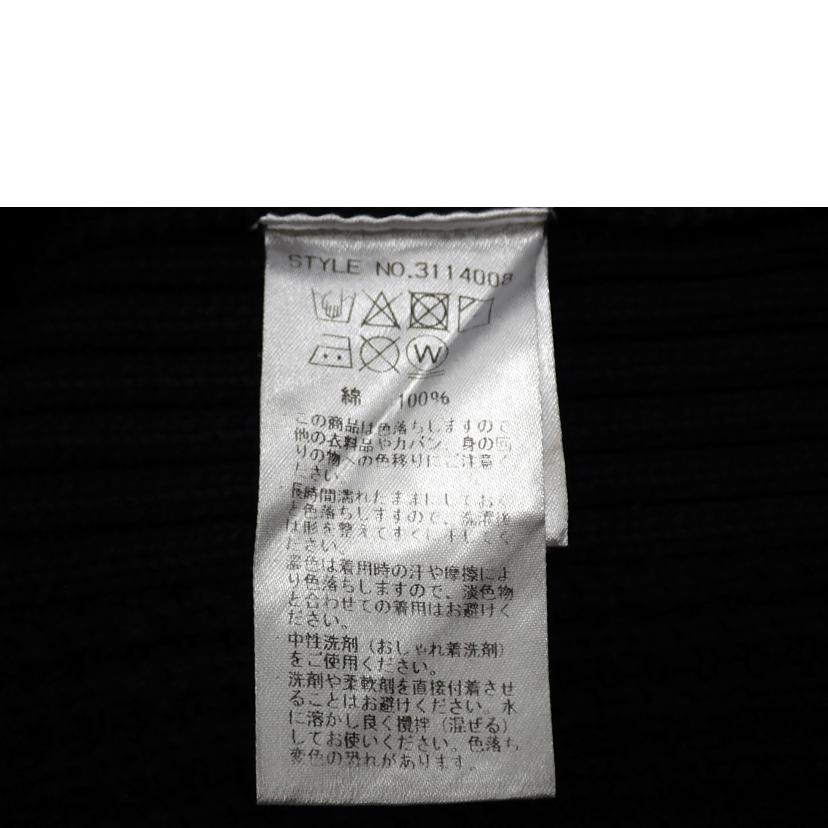 STYLE NO.3114008
W
綿 100%
この商品は色落ちしますので
他の衣料品やカバン、身の回
りの物への色移りにご注意く
ださい。
長時間濡れたままにしておく
と色落ちしますので、洗濯後
は形を整えてすぐに干してく
ださい。
濃色は着用時の汗や摩擦によ
り色落ちしますので、淡色物
と合わせての着用はお避けく
ださい。
中性洗剤(おしゃれ着洗剤)
をご使用ください。
洗剤や柔軟剤を直接付着させ
ることはお避けください。水
に溶かし良く攪拌(混ぜる)
してお使いください。色落ち
変色の恐れがあります。